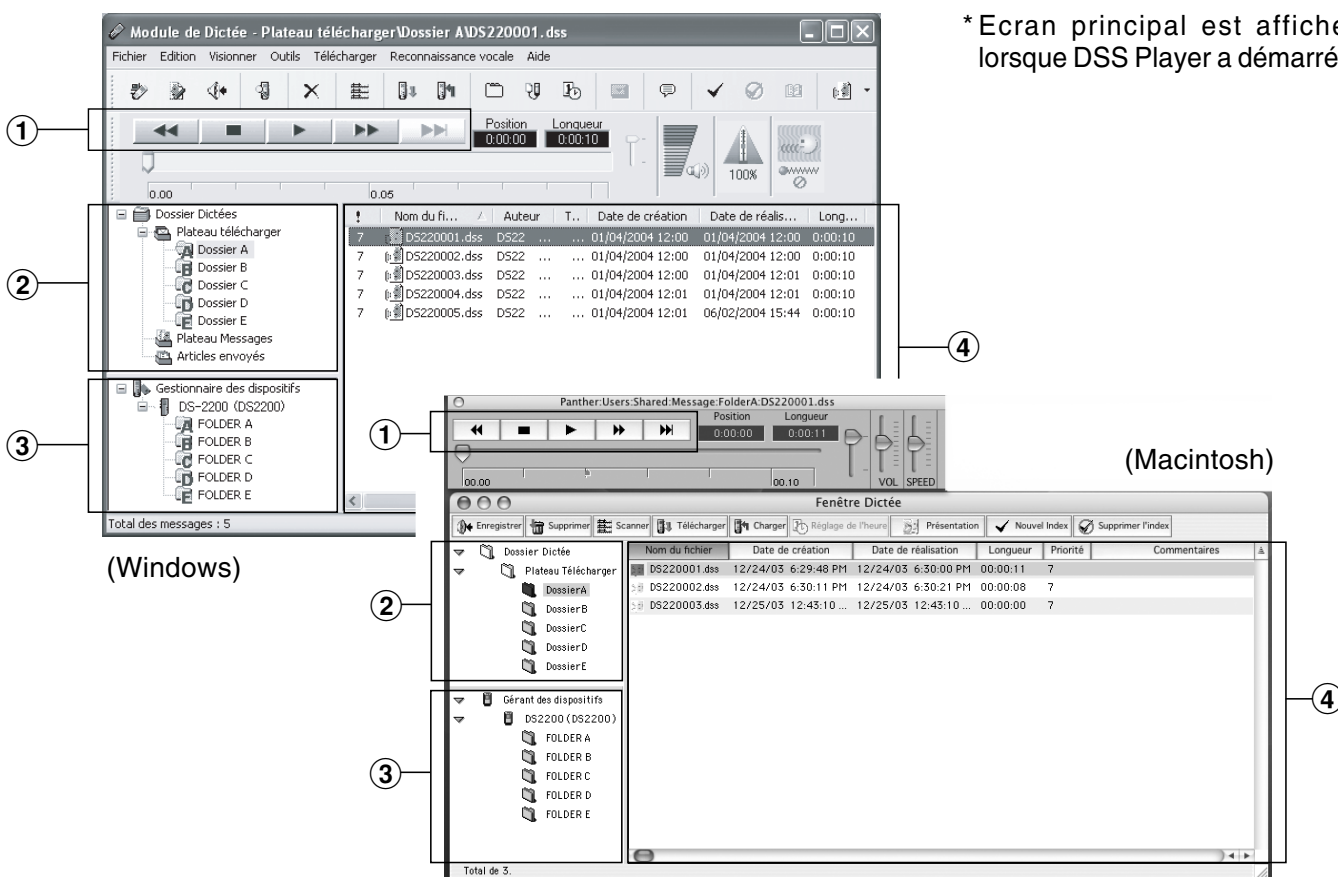 * Ecran principal est affiché
lorsque DSS Player a démarré
Module de Dictée - Plateau télécharger\Dossier A\DS220001.dss
Fichier Edition Visionner Outils Télécharger Reconnaissance vocale Aide
1
Position Longueur
0:00:00 0:00:10
100%
0.00 0.05
2
Dossier Dictées
Plateau télécharger
Dossier A
Dossier B
Dossier C
Dossier D
Dossier E
Plateau Messages
Articles envoyés
! Nom du fi... Auteur T.. Date de création Date de réalis... Long...
7 DS220001.dss DS22 ... ... 01/04/2004 12:00 01/04/2004 12:00 0:00:10
7 DS220002.dss DS22 ... ... 01/04/2004 12:00 01/04/2004 12:00 0:00:10
7 DS220003.dss DS22 ... ... 01/04/2004 12:00 01/04/2004 12:01 0:00:10
7 DS220004.dss DS22 ... ... 01/04/2004 12:01 01/04/2004 12:01 0:00:10
7 DS220005.dss DS22 ... ... 01/04/2004 12:01 06/02/2004 15:44 0:00:10
4
3
Gestionnaire des dispositifs
DS-2200 (DS2200)
FOLDER A
FOLDER B
FOLDER C
FOLDER D
FOLDER E
Total des messages : 5
(Windows)
(Macintosh)
Panther:Users:Shared:Message:FolderA:DS220001.dss
1
Position Longueur
0:00:00 0:00:11
00.00 00.10
VOL SPEED
Fenêtre Dictée
Enregistrer Supprimer Scanner Télécharger Charger Réglage de l'heure Présentation Nouvel Index Supprimer l'index
2
Dossier Dictée
Plateau Télécharger
DossierA
DossierB
DossierC
DossierD
DossierE
Nom du fichier Date de création Date de réalisation Longueur Priorité Commentaires
DS220001.dss 12/24/03 6:29:48 PM 12/24/03 6:30:00 PM 00:00:11 7
DS220002.dss 12/24/03 6:30:11 PM 12/24/03 6:30:21 PM 00:00:08 7
DS220003.dss 12/25/03 12:43:10 ... 12/25/03 12:43:10 ... 00:00:00 7
4
3
Gérant des dispositifs
DS2200 (DS2200)
FOLDER A
FOLDER B
FOLDER C
FOLDER D
FOLDER E
Total de 3.